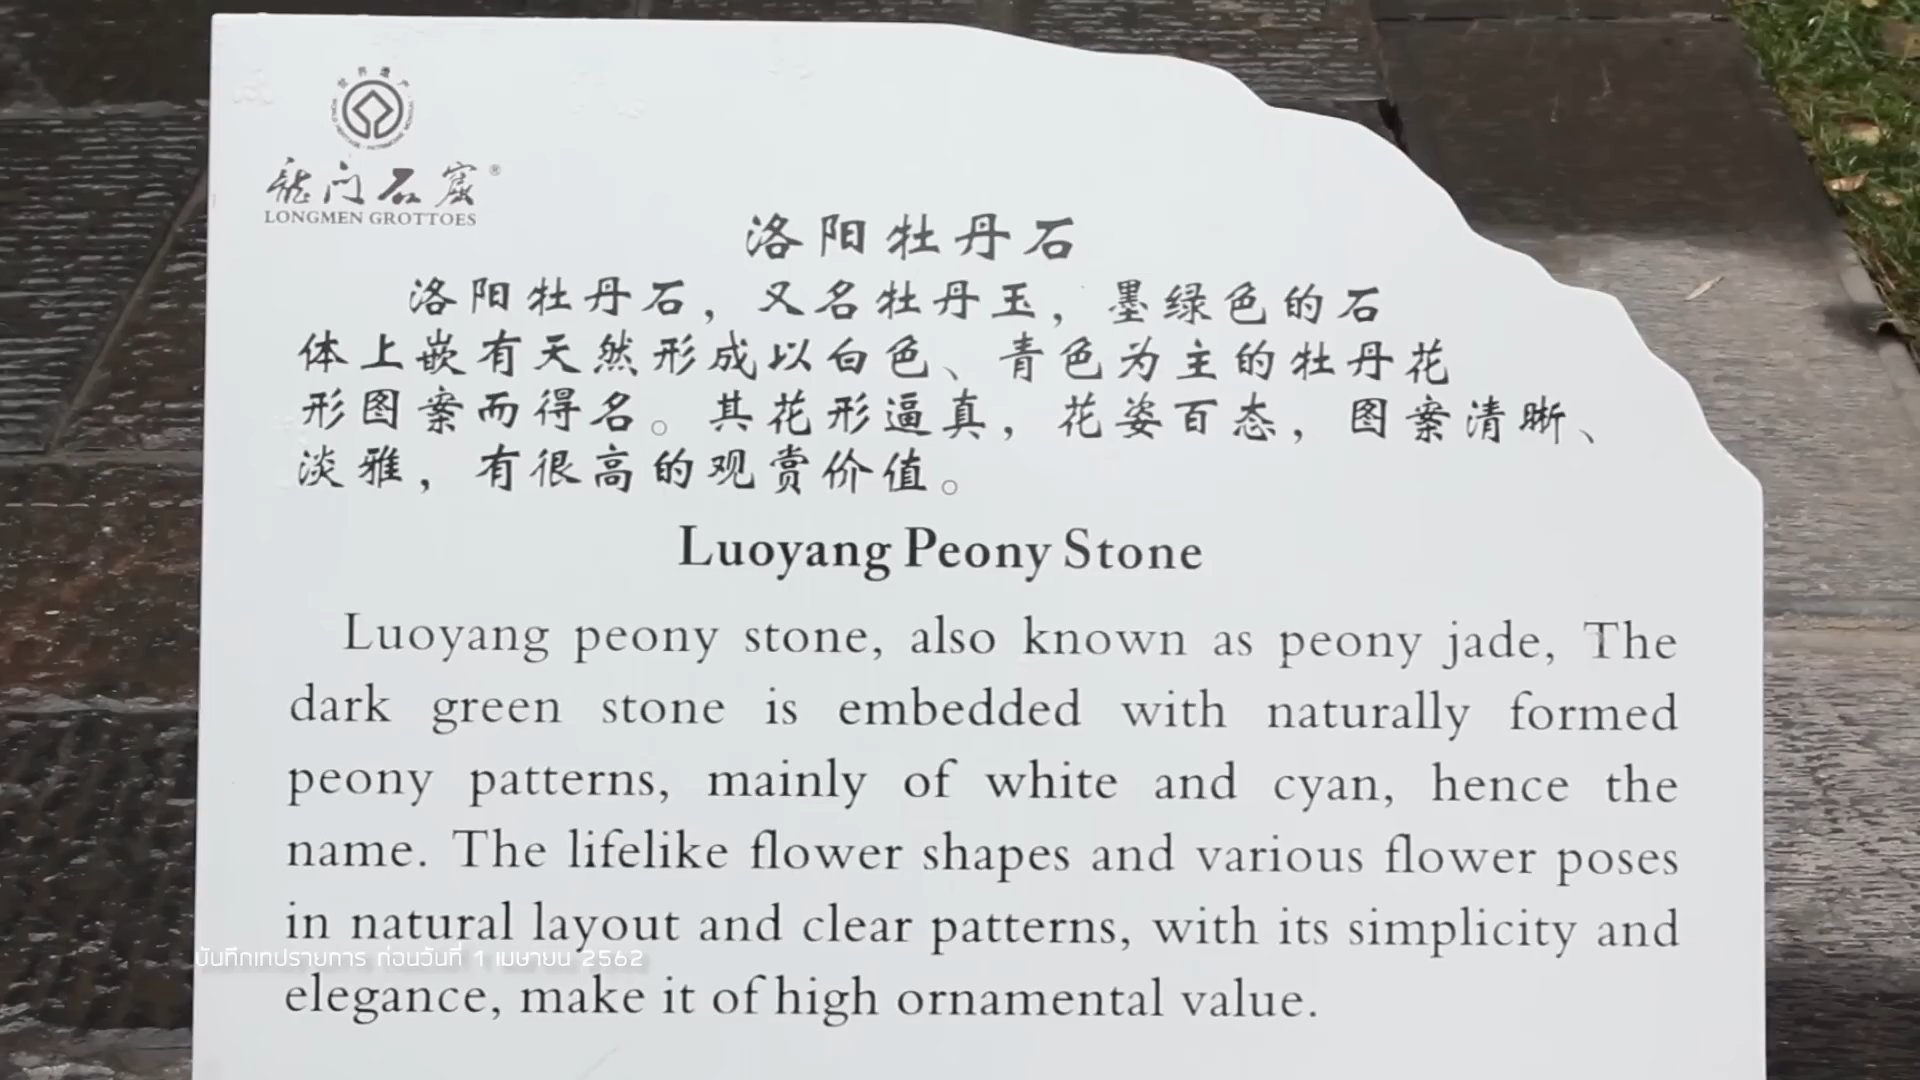 世界遗产
龙门石窟®
LONGMEN GROTTOES
洛阳牡丹石
洛阳牡丹石，又名牡丹玉，墨绿色的石
体上嵌有天然形成以白色、青色为主的牡丹花
形图案而得名。其花形逼真，花姿百态，图案清晰、
淡雅，有很高的观赏价值。
Luoyang Peony Stone
Luoyang peony stone, also known as peony jade, The
dark green stone is embedded with naturally formed
peony patterns, mainly of white and cyan, hence the
name. The lifelike flower shapes and various flower poses
in natural layout and clear patterns, with its simplicity and
บันทึกเทปรายการ ก่อนวันที่ 1 เมษายน 2562
elegance, make it of high ornamental value.